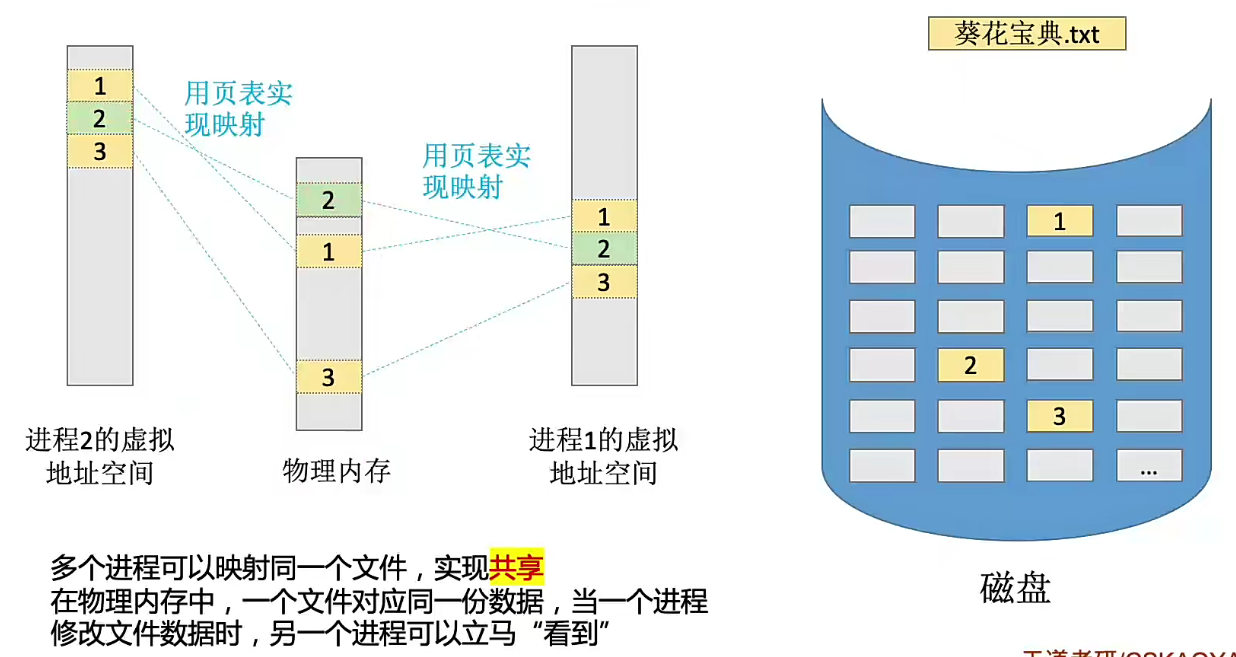 葵花宝典.txt
1
2
3
用页表实
现映射
2
1
3
用页表实
现映射
1
2
3
进程2的虚拟
地址空间
物理内存
进程1的虚拟
地址空间
1
2
3
...
磁盘
多个进程可以映射同一个文件，实现共享
在物理内存中，一个文件对应同一份数据，当一个进程
修改文件数据时，另一个进程可以立马“看到”